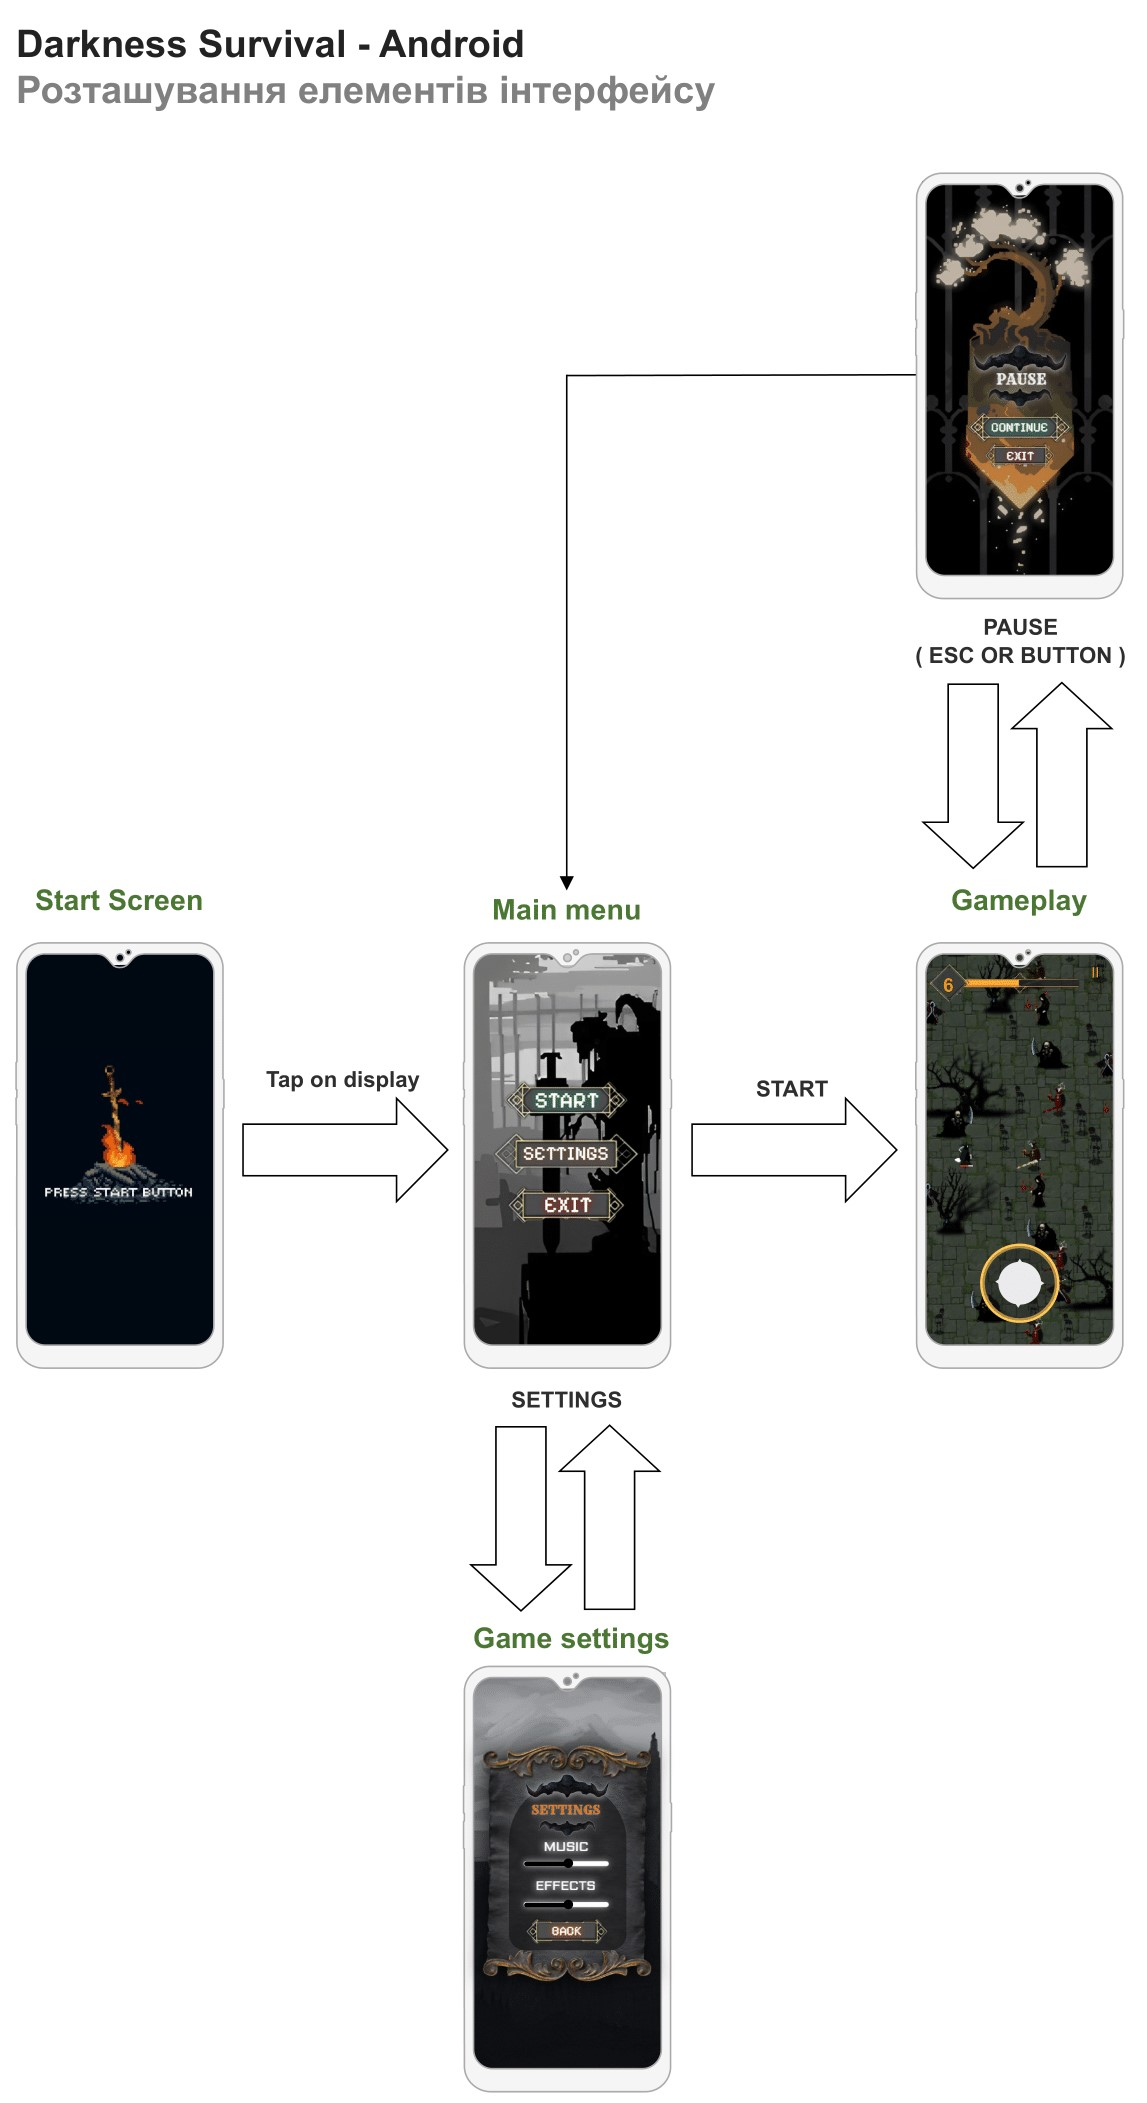 Darkness Survival - Android
Розташування елементів інтерфейсу
PAUSE
CONTINUE
EXIT
PAUSE
( ESC OR BUTTON )
Start Screen
Main menu
Gameplay
PRESS START BUTTON
Tap on display
START
SETTINGS
EXIT
START
6
SETTINGS
Game settings
SETTINGS
MUSIC
EFFECTS
BACK